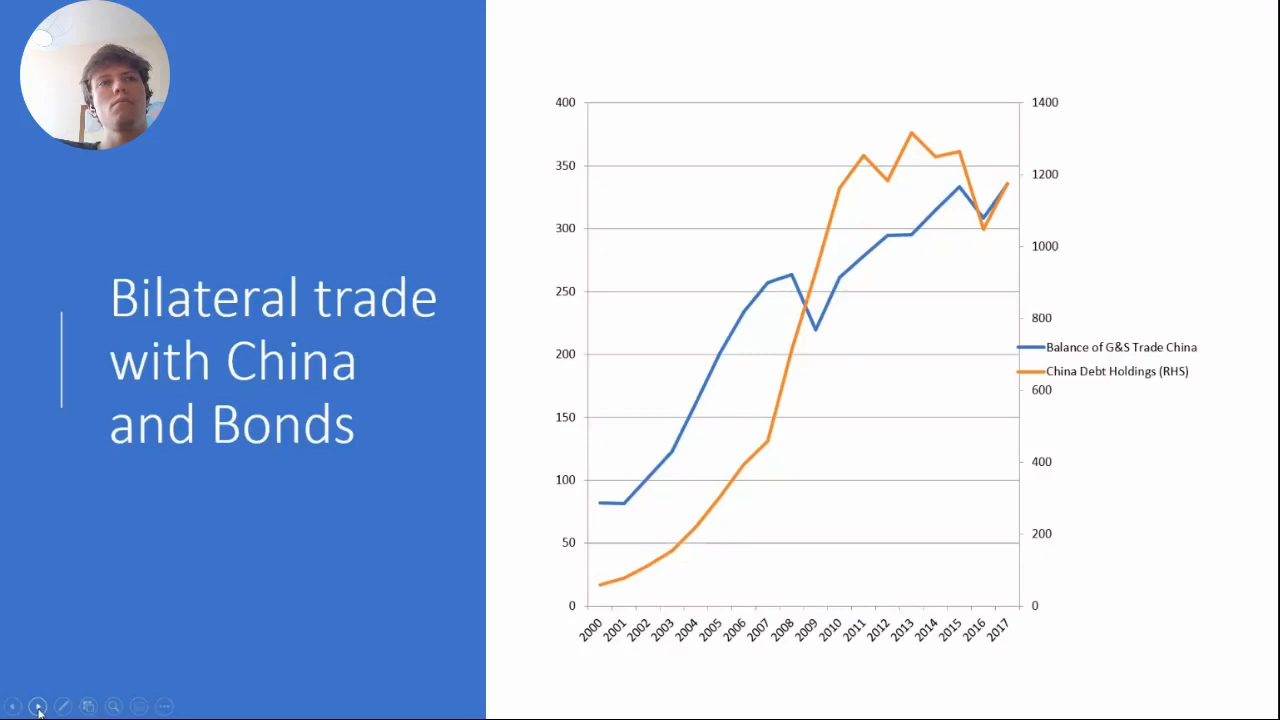 Bilateral trade
with China
and Bonds
400
350
300
250
200
150
100
50
0
1400
1200
1000
800
600
400
200
0
Balance of G&S Trade China
China Debt Holdings (RHS)
2000 2001 2002 2003 2004 2005 2006 2007 2008 2009 2010 2011 2012 2013 2014 2015 2016 2017